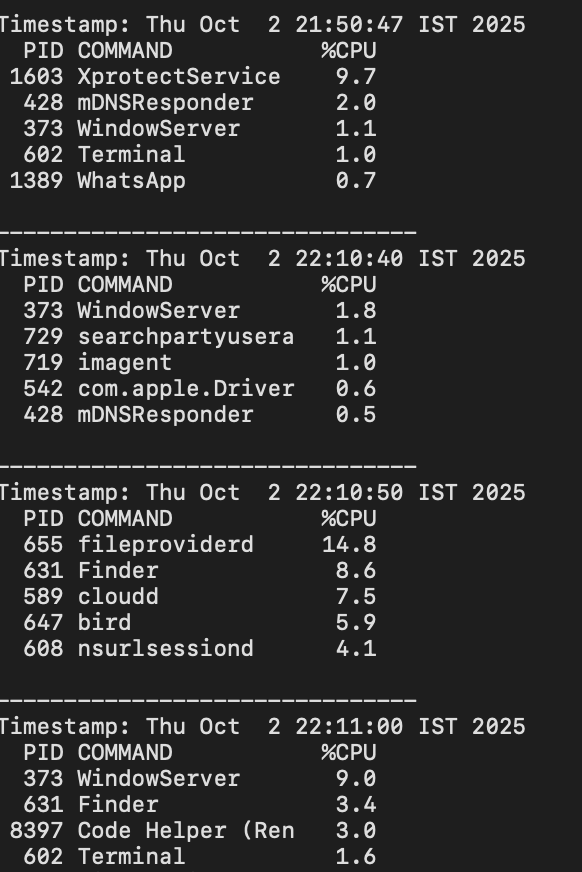 Timestamp: Thu Oct  2 21:50:47 IST 2025
  PID COMMAND           %CPU
 1603 XprotectService    9.7
  428 mDNSResponder      2.0
  373 WindowServer       1.1
  602 Terminal           1.0
 1389 WhatsApp           0.7
-------------------------------
Timestamp: Thu Oct  2 22:10:40 IST 2025
  PID COMMAND           %CPU
  373 WindowServer       1.8
  729 searchpartyusera   1.1
  719 imagent            1.0
  542 com.apple.Driver   0.6
  428 mDNSResponder      0.5
-------------------------------
Timestamp: Thu Oct  2 22:10:50 IST 2025
  PID COMMAND           %CPU
  655 fileproviderd     14.8
  631 Finder             8.6
  589 cloudd             7.5
  647 bird               5.9
  608 nsurlsessiond      4.1
-------------------------------
Timestamp: Thu Oct  2 22:11:00 IST 2025
  PID COMMAND           %CPU
  373 WindowServer       9.0
  631 Finder             3.4
 8397 Code Helper (Ren   3.0
  602 Terminal           1.6